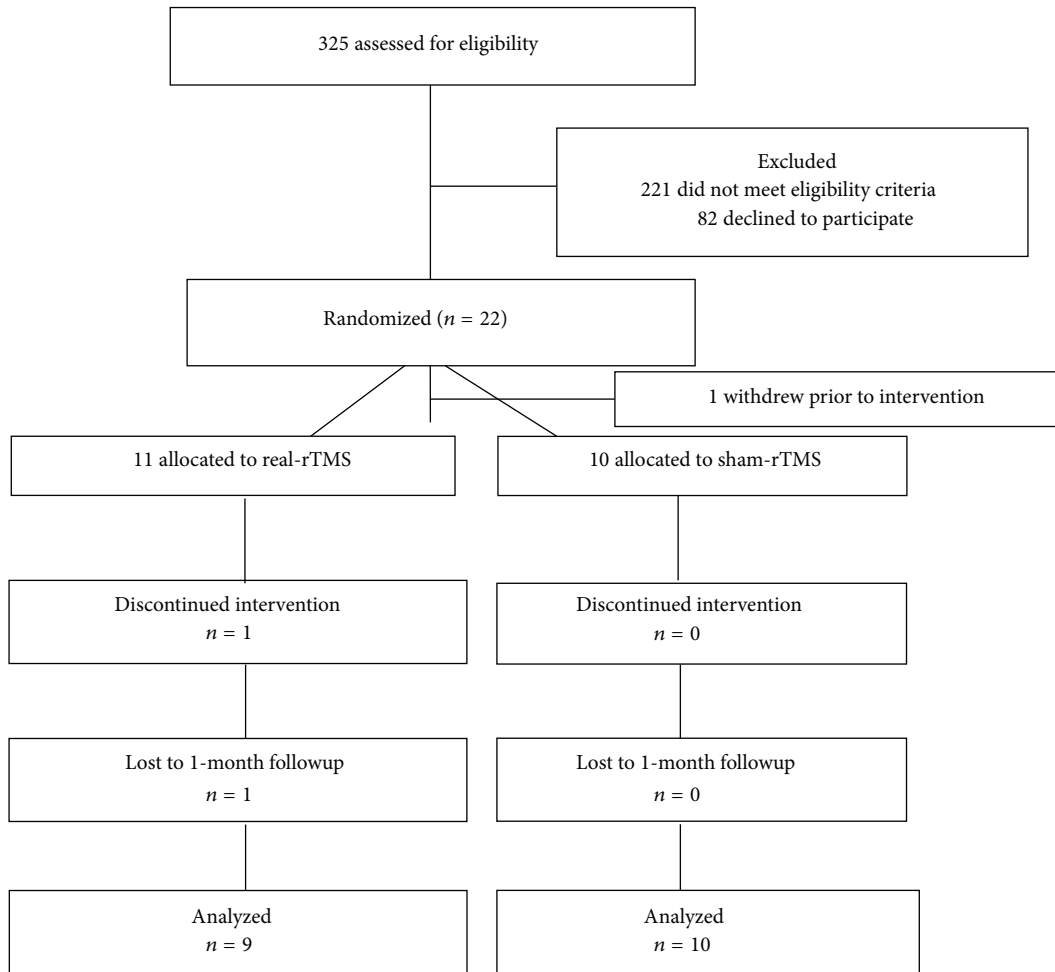 325 assessed for eligibility
Excluded
221 did not meet eligibility criteria
82 declined to participate
Randomized (n = 22)
1 withdrew prior to intervention
11 allocated to real-rTMS
10 allocated to sham-rTMS
Discontinued intervention
n = 1
Discontinued intervention
n = 0
Lost to 1-month followup
n = 1
Lost to 1-month followup
n = 0
Analyzed
n = 9
Analyzed
n = 10